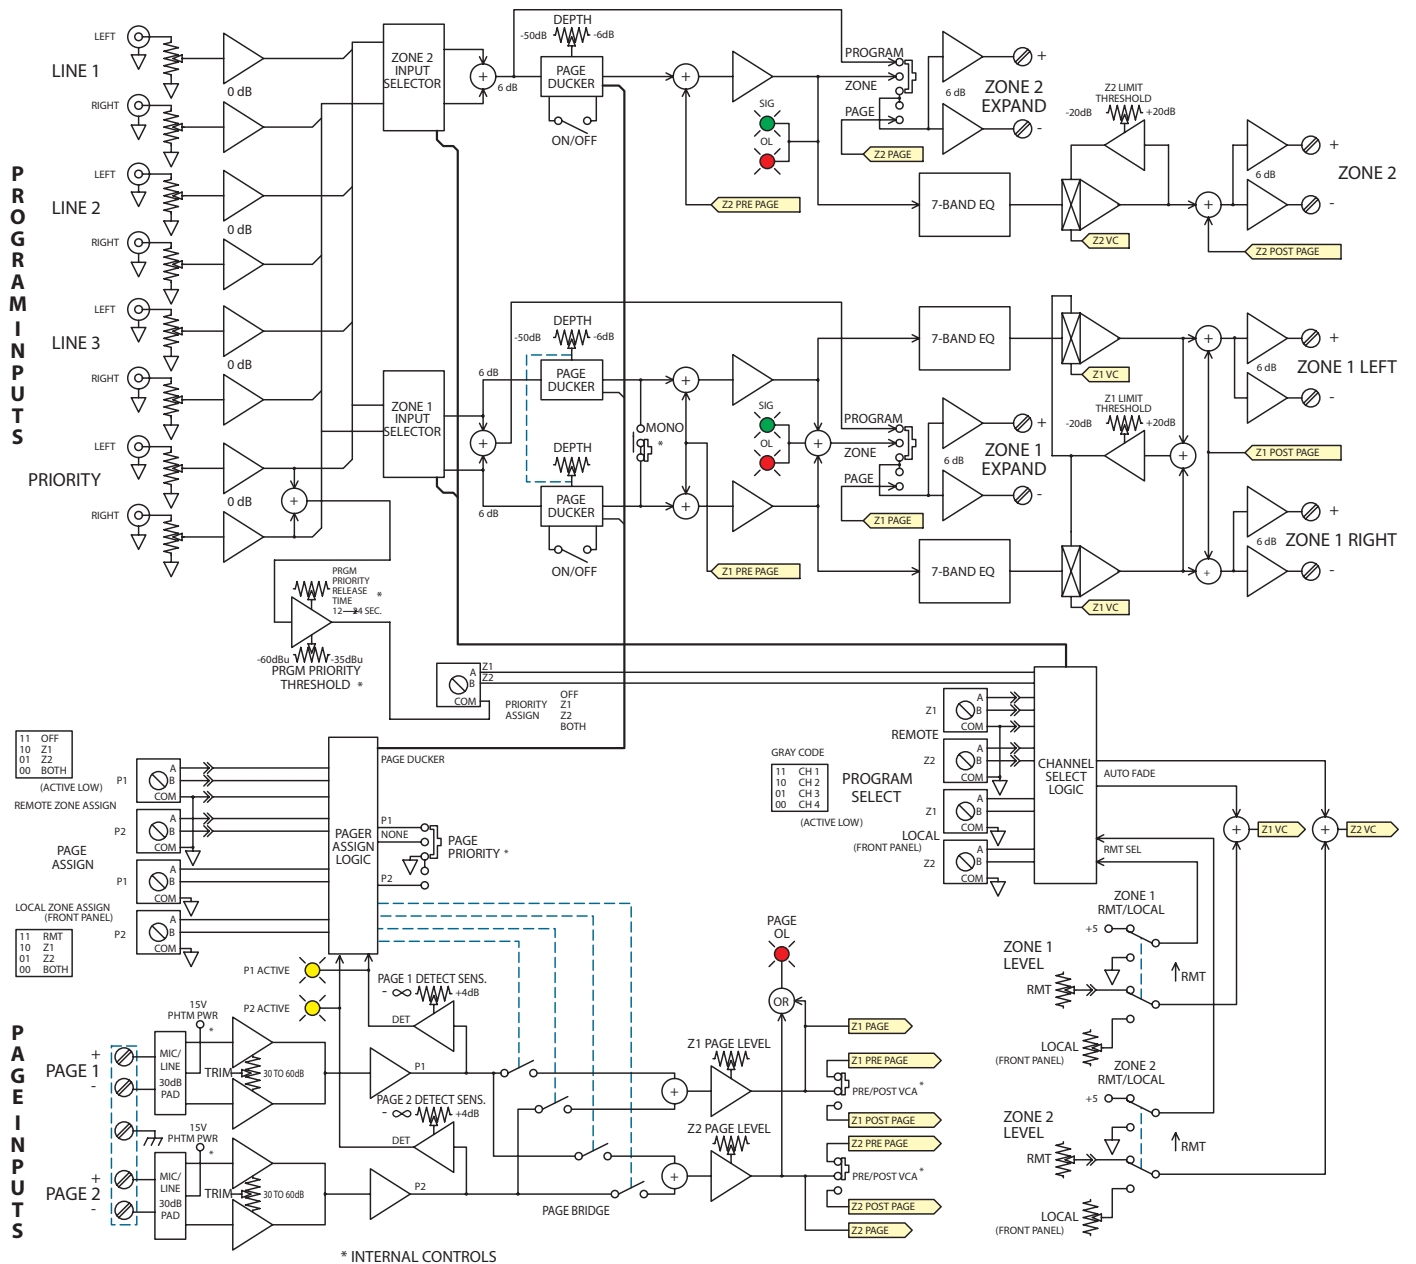 PROGRAM INPUTS
LINE 1
LEFT
RIGHT
0 dB
LINE 2
LEFT
RIGHT
0 dB
LINE 3
LEFT
RIGHT
0 dB
PRIORITY
LEFT
RIGHT
0 dB
ZONE 2
INPUT
SELECTOR
+
6 dB
DEPTH
-50dB
-6dB
PAGE
DUCKER
ON/OFF
+
SIG
OL
Z2 PRE PAGE
PROGRAM
ZONE
PAGE
Z2 PAGE
6 dB
+
-
ZONE 2
EXPAND
7-BAND EQ
Z2 LIMIT
THRESHOLD
-20dB
+20dB
Z2 VC
+
Z2 POST PAGE
6 dB
+
-
ZONE 2
ZONE 1
INPUT
SELECTOR
+
6 dB
6 dB
DEPTH
-50dB
-6dB
PAGE
DUCKER
DEPTH
PAGE
DUCKER
ON/OFF
MONO
*
+
+
Z1 PRE PAGE
SIG
OL
+
PROGRAM
ZONE
PAGE
Z1 PAGE
6 dB
+
-
ZONE 1
EXPAND
7-BAND EQ
7-BAND EQ
Z1 VC
Z1 LIMIT
THRESHOLD
-20dB
+20dB
+
Z1 VC
+
+
Z1 POST PAGE
6 dB
+
-
ZONE 1 LEFT
6 dB
+
-
ZONE 1 RIGHT
+
PRGM
PRIORITY
RELEASE
TIME *
12 24 SEC.
-60dBu
-35dBu
PRGM PRIORITY
THRESHOLD *
A
B
COM
Z1
Z2
PRIORITY
ASSIGN
OFF
Z1
Z2
BOTH
11 OFF
10 Z1
01 Z2
00 BOTH
(ACTIVE LOW)
REMOTE ZONE ASSIGN
P1
A
B
COM
P2
A
B
COM
PAGE
ASSIGN
P1
A
B
COM
LOCAL ZONE ASSIGN
(FRONT PANEL)
P2
A
B
COM
11 RMT
10 Z1
01 Z2
00 BOTH
PAGER
ASSIGN
LOGIC
PAGE DUCKER
P1
NONE
P2
PAGE
PRIORITY *
P1 ACTIVE
P2 ACTIVE
GRAY CODE
11 CH 1
10 CH 2
01 CH 3
00 CH 4
(ACTIVE LOW)
PROGRAM
SELECT
REMOTE
Z1
A
B
COM
Z2
A
B
COM
LOCAL
(FRONT PANEL)
Z1
A
B
COM
Z2
A
B
COM
CHANNEL
SELECT
LOGIC
AUTO FADE
RMT SEL
+
Z1 VC
+
Z2 VC
ZONE 1
RMT/LOCAL
+5
ZONE 1
LEVEL
RMT
RMT
LOCAL
(FRONT PANEL)
ZONE 2
RMT/LOCAL
+5
ZONE 2
LEVEL
RMT
RMT
LOCAL
(FRONT PANEL)
PAGE INPUTS
PAGE 1
+
-
PAGE 2
+
-
15V
PHTM PWR
*
MIC/
LINE
30dB
PAD
TRIM
30 TO 60dB
15V
PHTM PWR
*
MIC/
LINE
30dB
PAD
TRIM
30 TO 60dB
PAGE 1 DETECT SENS.
- ∞
+4dB
DET
P1
PAGE 2 DETECT SENS.
- ∞
+4dB
DET
P2
PAGE BRIDGE
+
+
Z1 PAGE LEVEL
Z2 PAGE LEVEL
PAGE
OL
OR
Z1 PAGE
Z1 PRE PAGE
PRE/POST VCA *
Z1 POST PAGE
Z2 PRE PAGE
PRE/POST VCA *
Z2 POST PAGE
Z2 PAGE
* INTERNAL CONTROLS